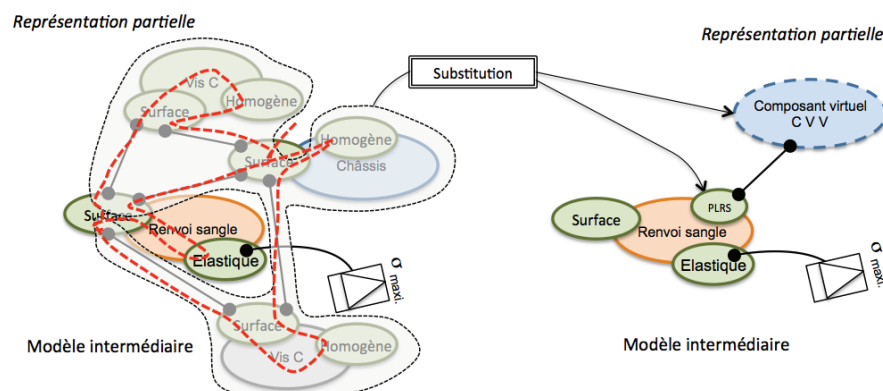 Représentation partielle
Vis C
Surface
Homogène
Substitution
Homogène
Surface
Châssis
Surface
Renvoi sangle
Elastique
σ maxi.
Surface
Homogène
Vis C
Modèle intermédiaire
Représentation partielle
Composant virtuel
C V V
PLRS
Surface
Renvoi sangle
Elastique
σ maxi.
Modèle intermédiaire